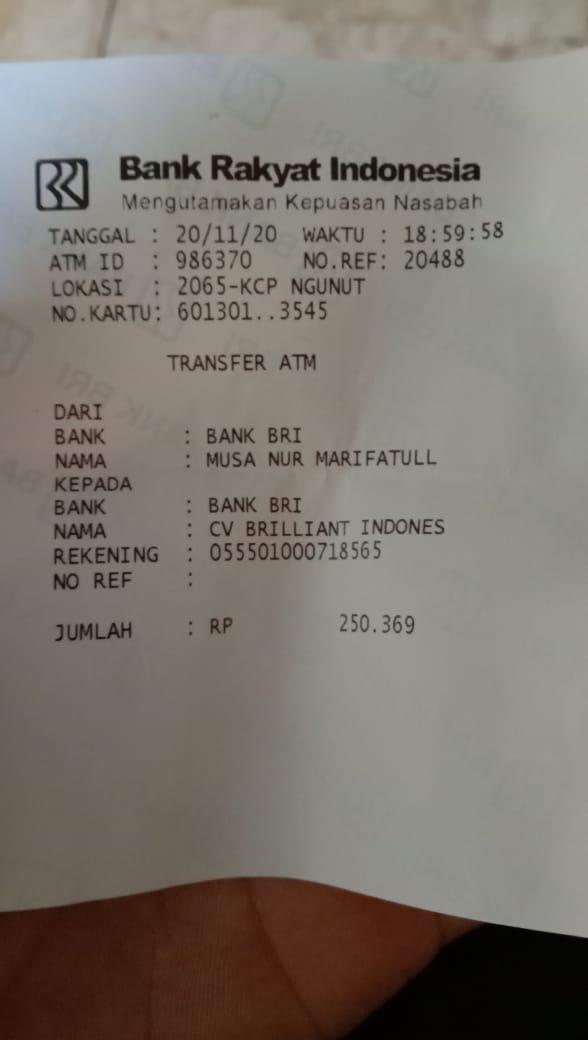 Bank Rakyat Indonesia
Mengutamakan Kepuasan Nasabah
TANGGAL : 20/11/20 WAKTU : 18:59:58
ATM ID : 986370 NO.REF: 20488
LOKASI : 2065-KCP NGUNUT
NO.KARTU: 601301..3545
TRANSFER ATM
DARI
BANK : BANK BRI
NAMA : MUSA NUR MARIFATULL
KEPADA
BANK : BANK BRI
NAMA : CV BRILLIANT INDONES
REKENING : 055501000718565
NO REF :
JUMLAH : RP 250.369